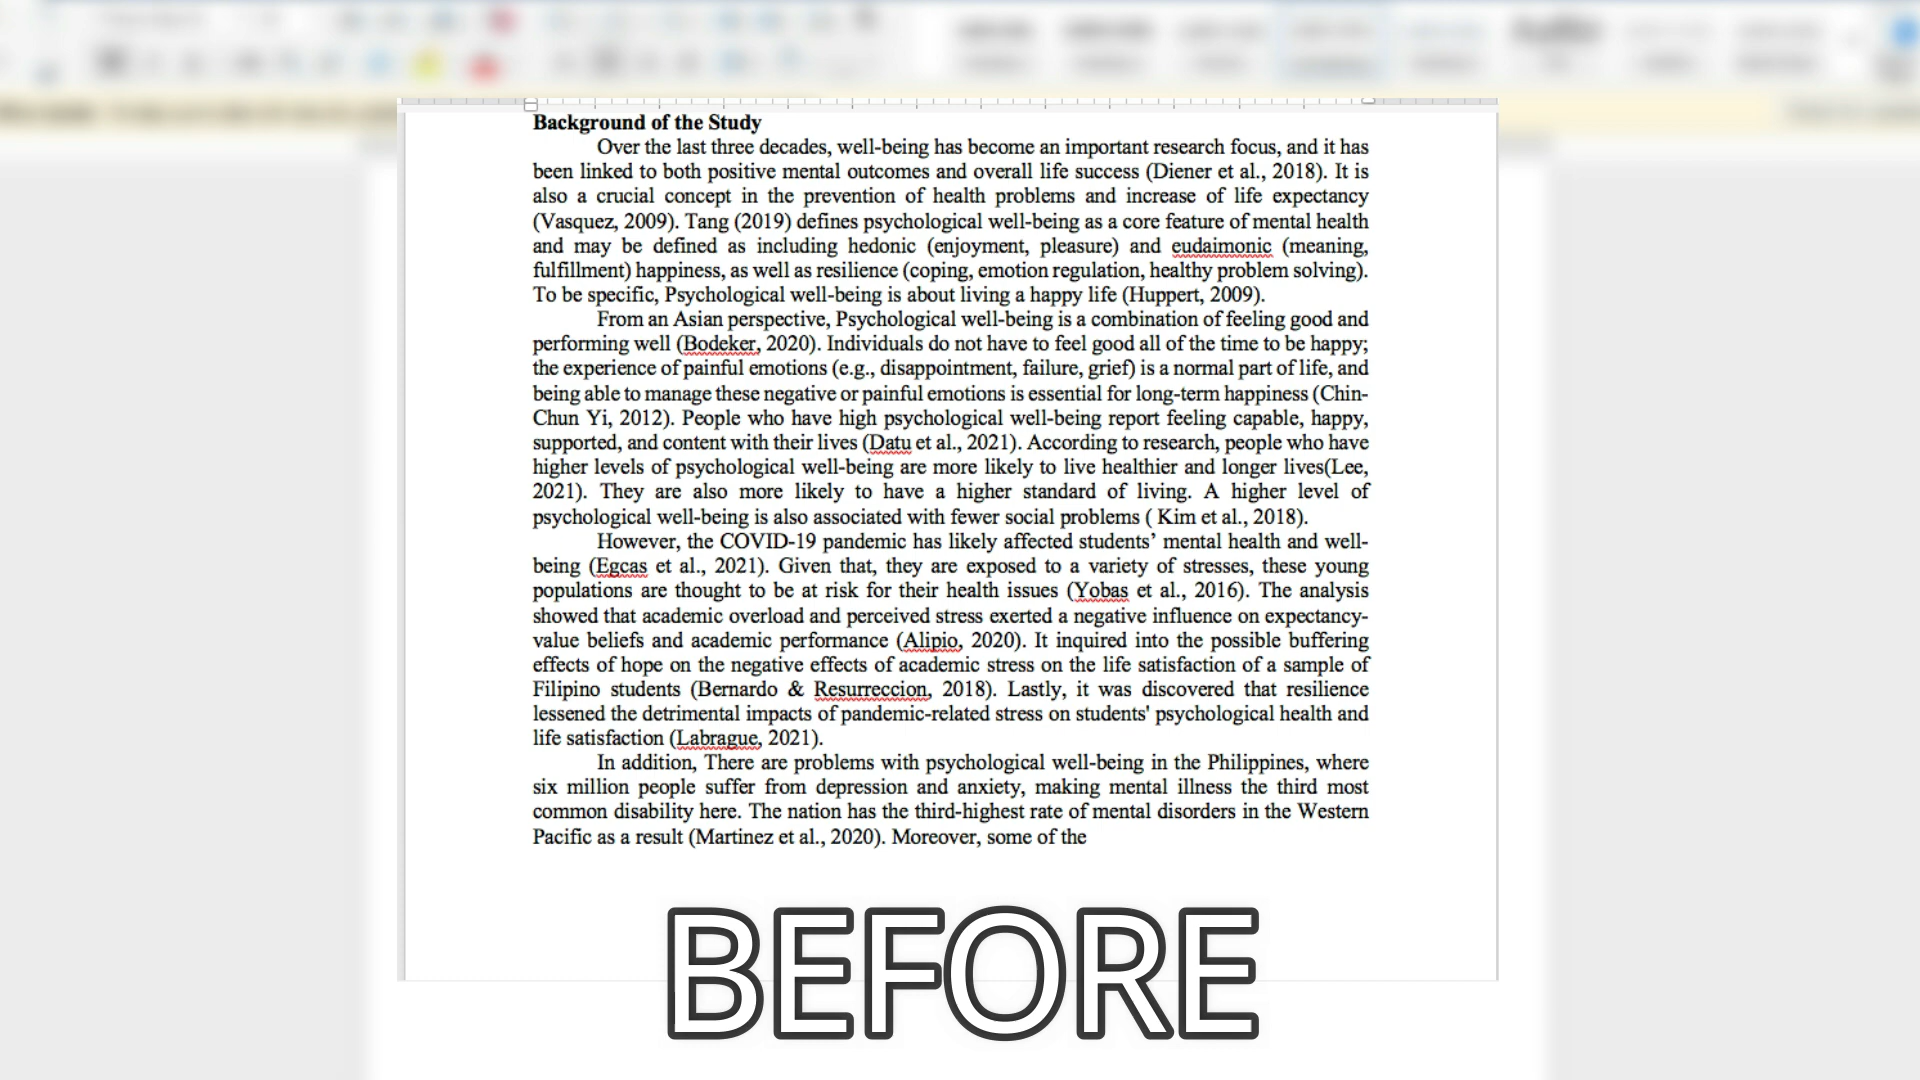 Background of the Study
Over the last three decades, well-being has become an important research focus, and it has
been linked to both positive mental outcomes and overall life success (Diener et al., 2018). It is
also a crucial concept in the prevention of health problems and increase of life expectancy
(Vasquez, 2009). Tang (2019) defines psychological well-being as a core feature of mental health
and may be defined as including hedonic (enjoyment, pleasure) and eudaimonic (meaning,
fulfillment) happiness, as well as resilience (coping, emotion regulation, healthy problem solving).
To be specific, Psychological well-being is about living a happy life (Huppert, 2009).
From an Asian perspective, Psychological well-being is a combination of feeling good and
performing well (Bodeker, 2020). Individuals do not have to feel good all of the time to be happy;
the experience of painful emotions (e.g., disappointment, failure, grief) is a normal part of life, and
being able to manage these negative or painful emotions is essential for long-term happiness (Chin-
Chun Yi, 2012). People who have high psychological well-being report feeling capable, happy,
supported, and content with their lives (Datu et al., 2021). According to research, people who have
higher levels of psychological well-being are more likely to live healthier and longer lives(Lee,
2021). They are also more likely to have a higher standard of living. A higher level of
psychological well-being is also associated with fewer social problems ( Kim et al., 2018).
However, the COVID-19 pandemic has likely affected students’ mental health and well-
being (Egcas et al., 2021). Given that, they are exposed to a variety of stresses, these young
populations are thought to be at risk for their health issues (Yobas et al., 2016). The analysis
showed that academic overload and perceived stress exerted a negative influence on expectancy-
value beliefs and academic performance (Alipio, 2020). It inquired into the possible buffering
effects of hope on the negative effects of academic stress on the life satisfaction of a sample of
Filipino students (Bernardo & Resurreccion, 2018). Lastly, it was discovered that resilience
lessened the detrimental impacts of pandemic-related stress on students' psychological health and
life satisfaction (Labrague, 2021).
In addition, There are problems with psychological well-being in the Philippines, where
six million people suffer from depression and anxiety, making mental illness the third most
common disability here. The nation has the third-highest rate of mental disorders in the Western
Pacific as a result (Martinez et al., 2020). Moreover, some of the
BEFORE